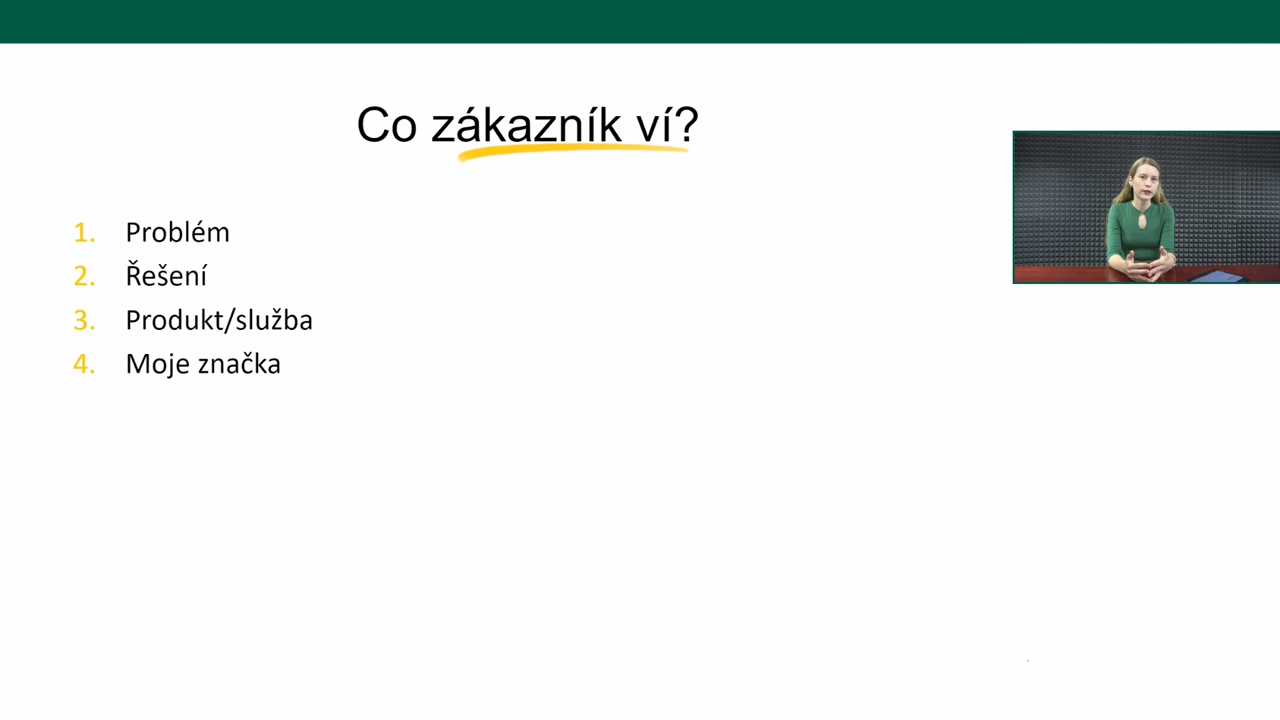 Co zákazník ví?
1. Problém
2. Řešení
3. Produkt/služba
4. Moje značka